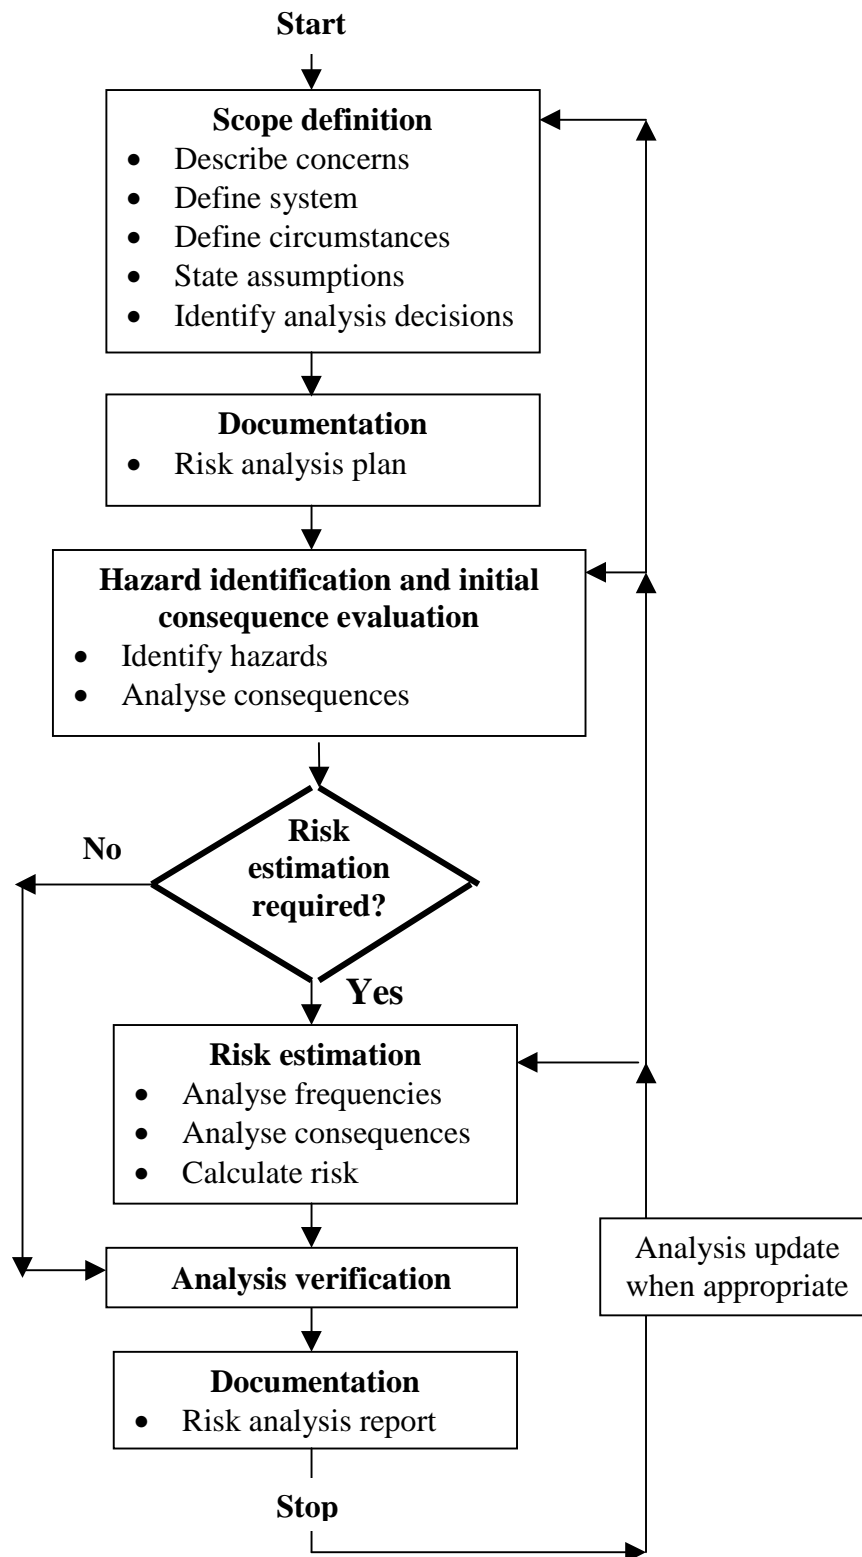 Start
Scope definition
• Describe concerns
• Define system
• Define circumstances
• State assumptions
• Identify analysis decisions
Documentation
• Risk analysis plan
Hazard identification and initial
consequence evaluation
• Identify hazards
• Analyse consequences
Risk
estimation
required?
No
Yes
Risk estimation
• Analyse frequencies
• Analyse consequences
• Calculate risk
Analysis update
when appropriate
Analysis verification
Documentation
• Risk analysis report
Stop